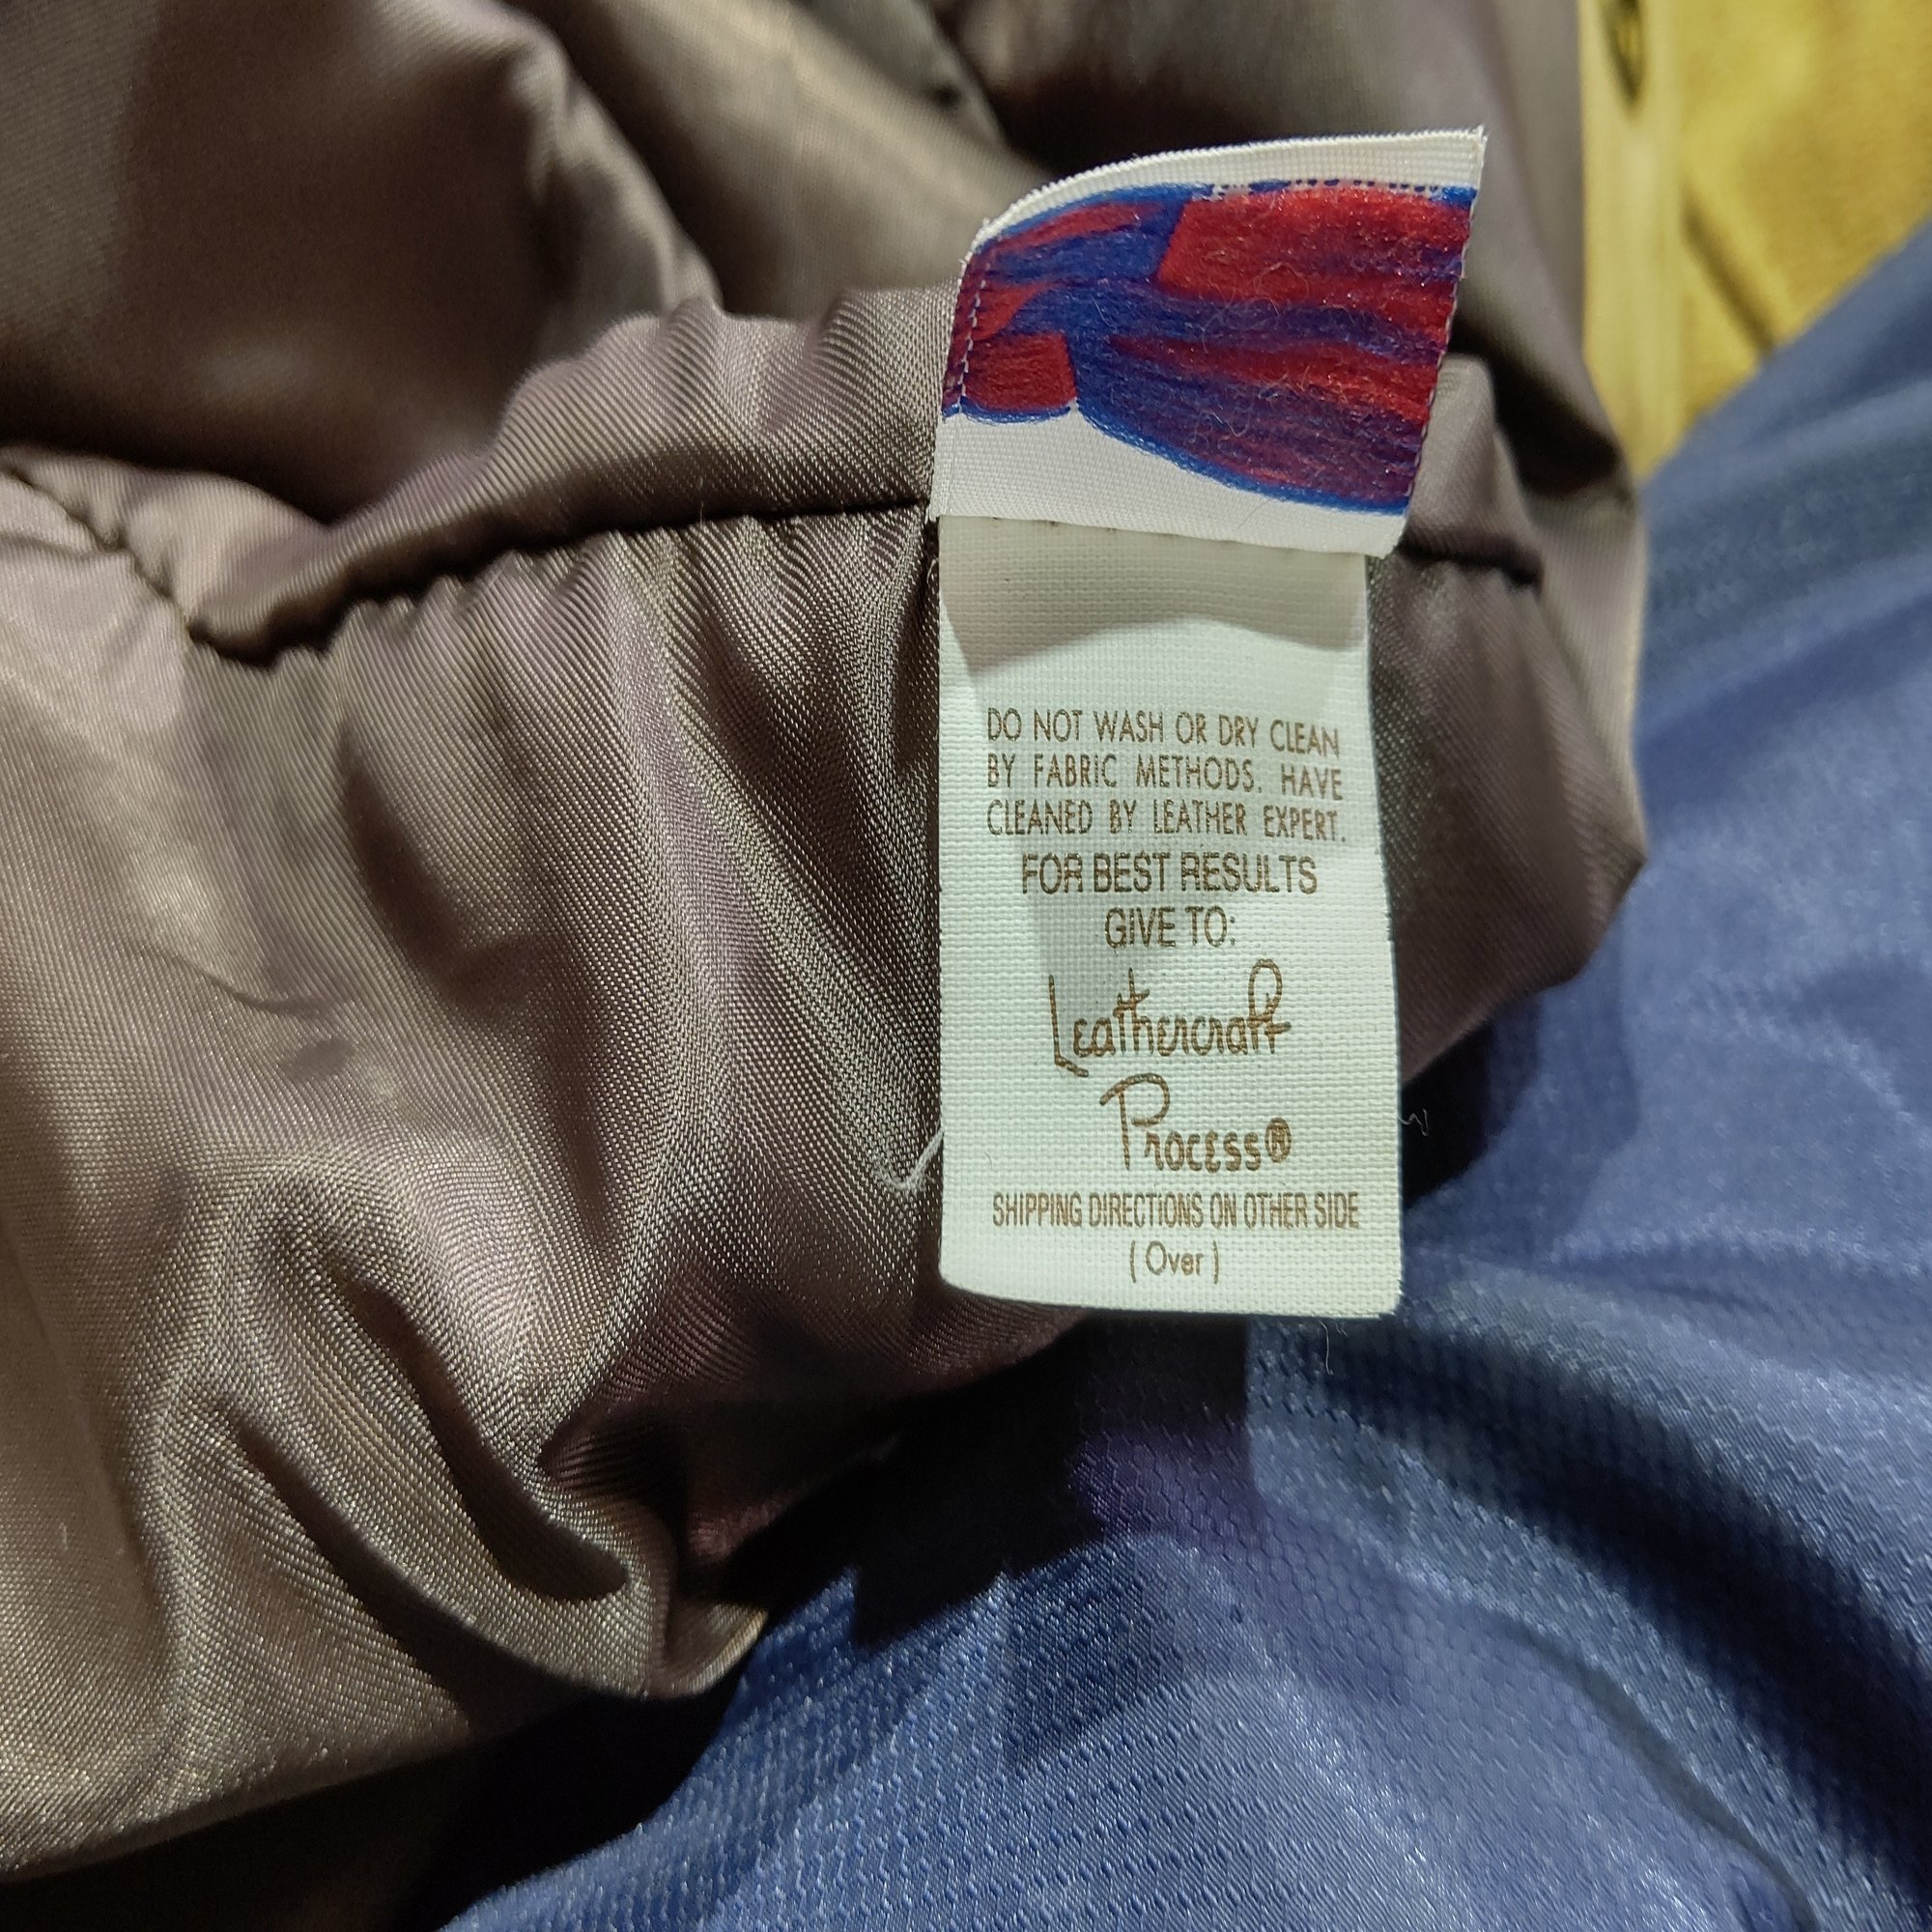 DO NOT WASH OR DRY CLEAN
BY FABRIC METHODS. HAVE
CLEANED BY LEATHER EXPERT.
FOR BEST RESULTS
GIVE TO:
Leathercraft
Process®
SHIPPING DIRECTIONS ON OTHER SIDE
( Over )